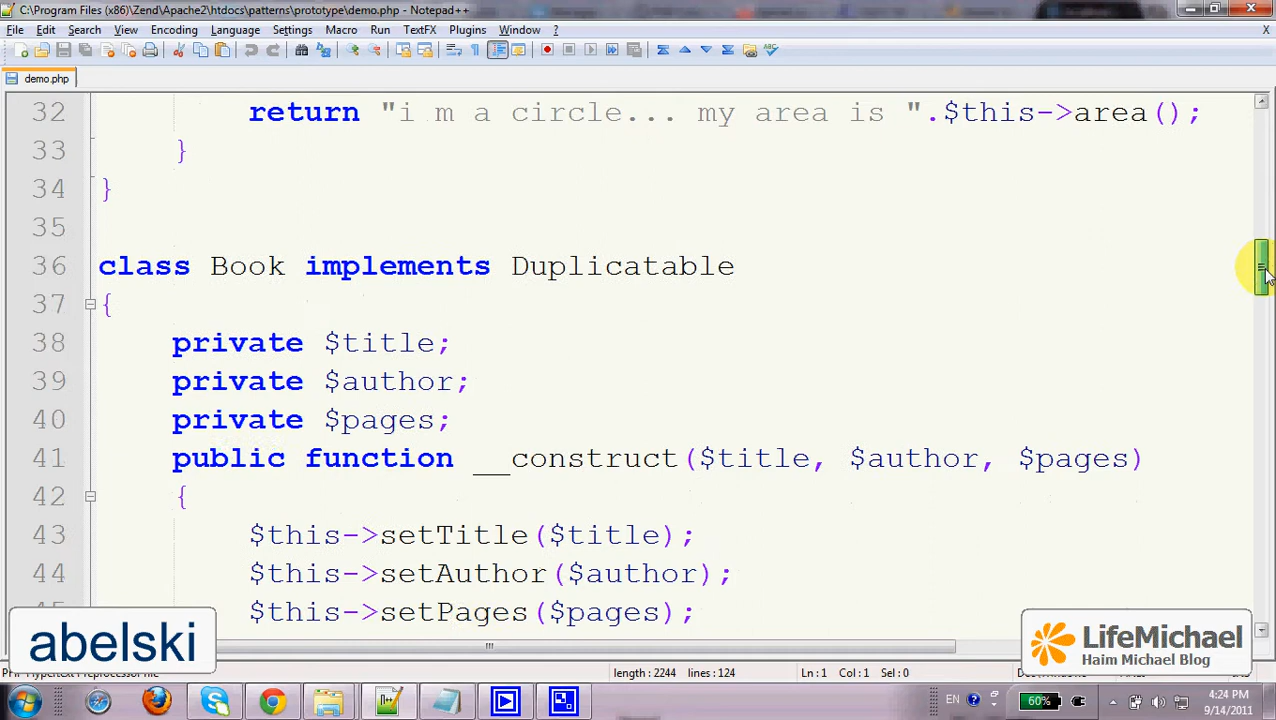 C:\Program Files (x86)\Zend\Apache2\htdocs\patterns\prototype\demo.php - Notepad++
File Edit Search View Encoding Language Settings Macro Run TextFX Plugins Window ? X
demo.php
32 return "i m a circle... my area is ".$this->area();
33 }
34 }
35
36 class Book implements Duplicatable
37 {
38 private $title;
39 private $author;
40 private $pages;
41 public function __construct($title, $author, $pages)
42 {
43 $this->setTitle($title);
44 $this->setAuthor($author);
$this->setPages($pages);
abelski
LifeMichael
Haim Michael Blog
length : 2244 lines : 124 Ln : 1 Col : 1 Sel : 0
EN 60% 4:24 PM
9/14/2011